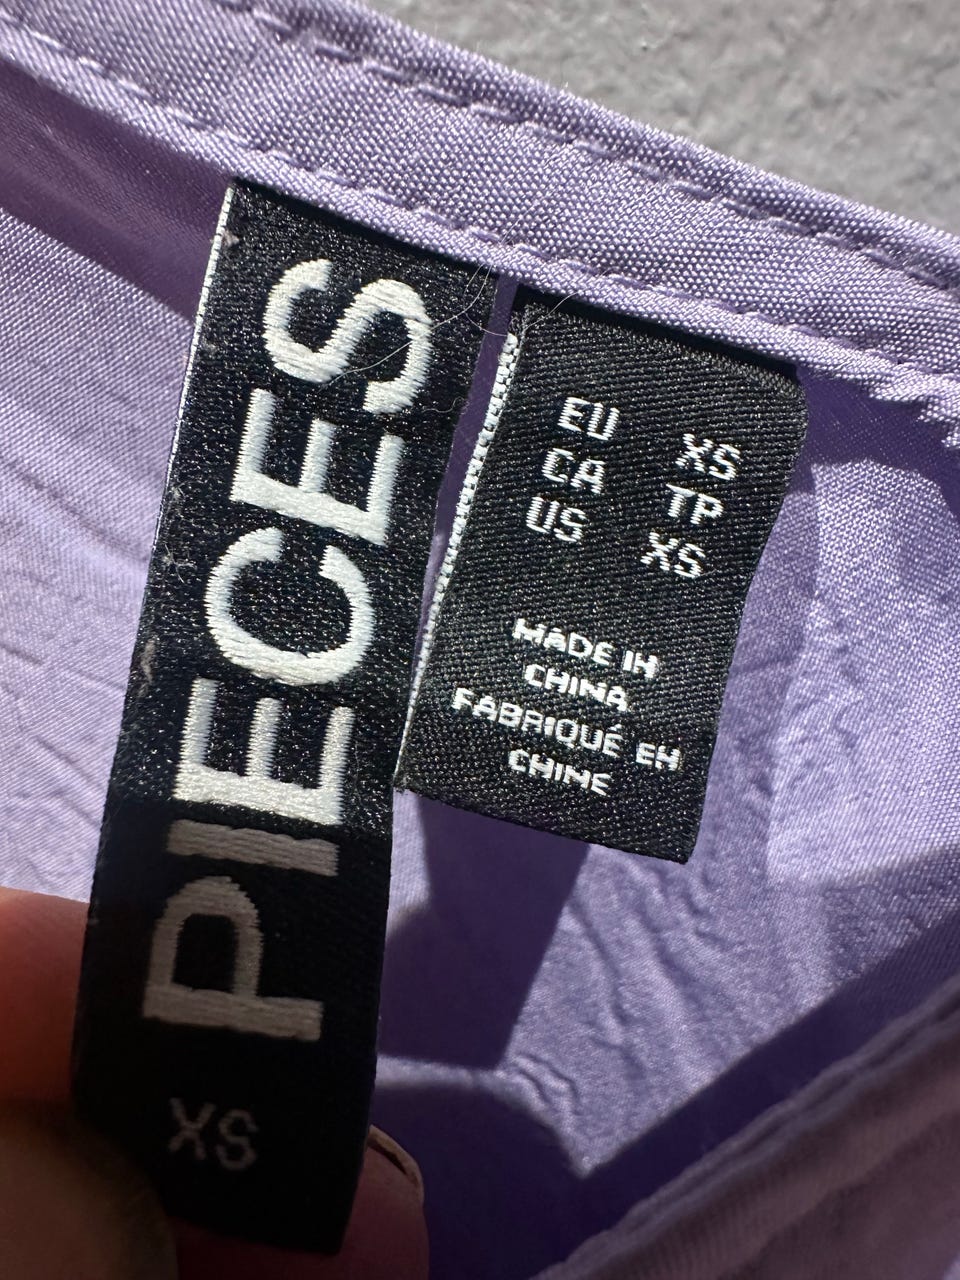 PIECES
XS
EU XS
CA TP
US XS
MADE IN
CHINA
FABRIQUÉ EN
CHINE